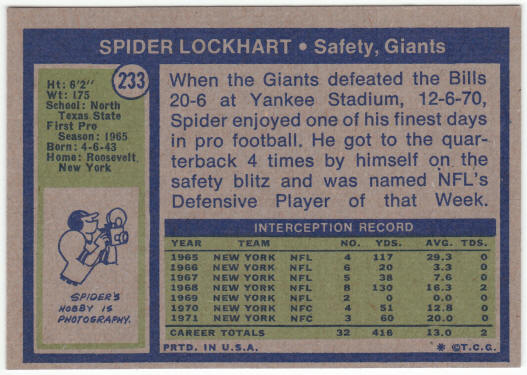 SPIDER LOCKHART • Safety, Giants
233
Ht: 6'2"
Wt: 175
School: North
Texas State
First Pro
Season: 1965
Born: 4-6-43
Home: Roosevelt,
New York
SPIDER'S
HOBBY IS
PHOTOGRAPHY.
When the Giants defeated the Bills
20-6 at Yankee Stadium, 12-6-70,
Spider enjoyed one of his finest days
in pro football. He got to the quar-
terback 4 times by himself on the
safety blitz and was named NFL's
Defensive Player of that Week.
INTERCEPTION RECORD
YEAR TEAM NO. YDS. AVG. TDS.
1965 NEW YORK NFL 4 117 29.3 0
1966 NEW YORK NFL 6 20 3.3 0
1967 NEW YORK NFL 5 38 7.6 0
1968 NEW YORK NFL 8 130 16.3 2
1969 NEW YORK NFL 2 0 0.0 0
1970 NEW YORK NFC 4 51 12.8 0
1971 NEW YORK NFC 3 60 20.0 0
CAREER TOTALS 32 416 13.0 2
PRTD. IN U.S.A. * ©T.C.G.